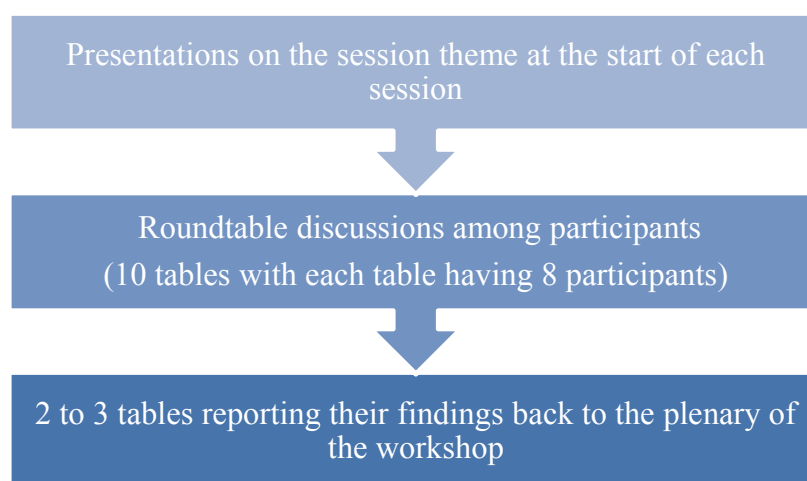 Presentations on the session theme at the start of each
session
Roundtable discussions among participants
(10 tables with each table having 8 participants)
2 to 3 tables reporting their findings back to the plenary of
the workshop